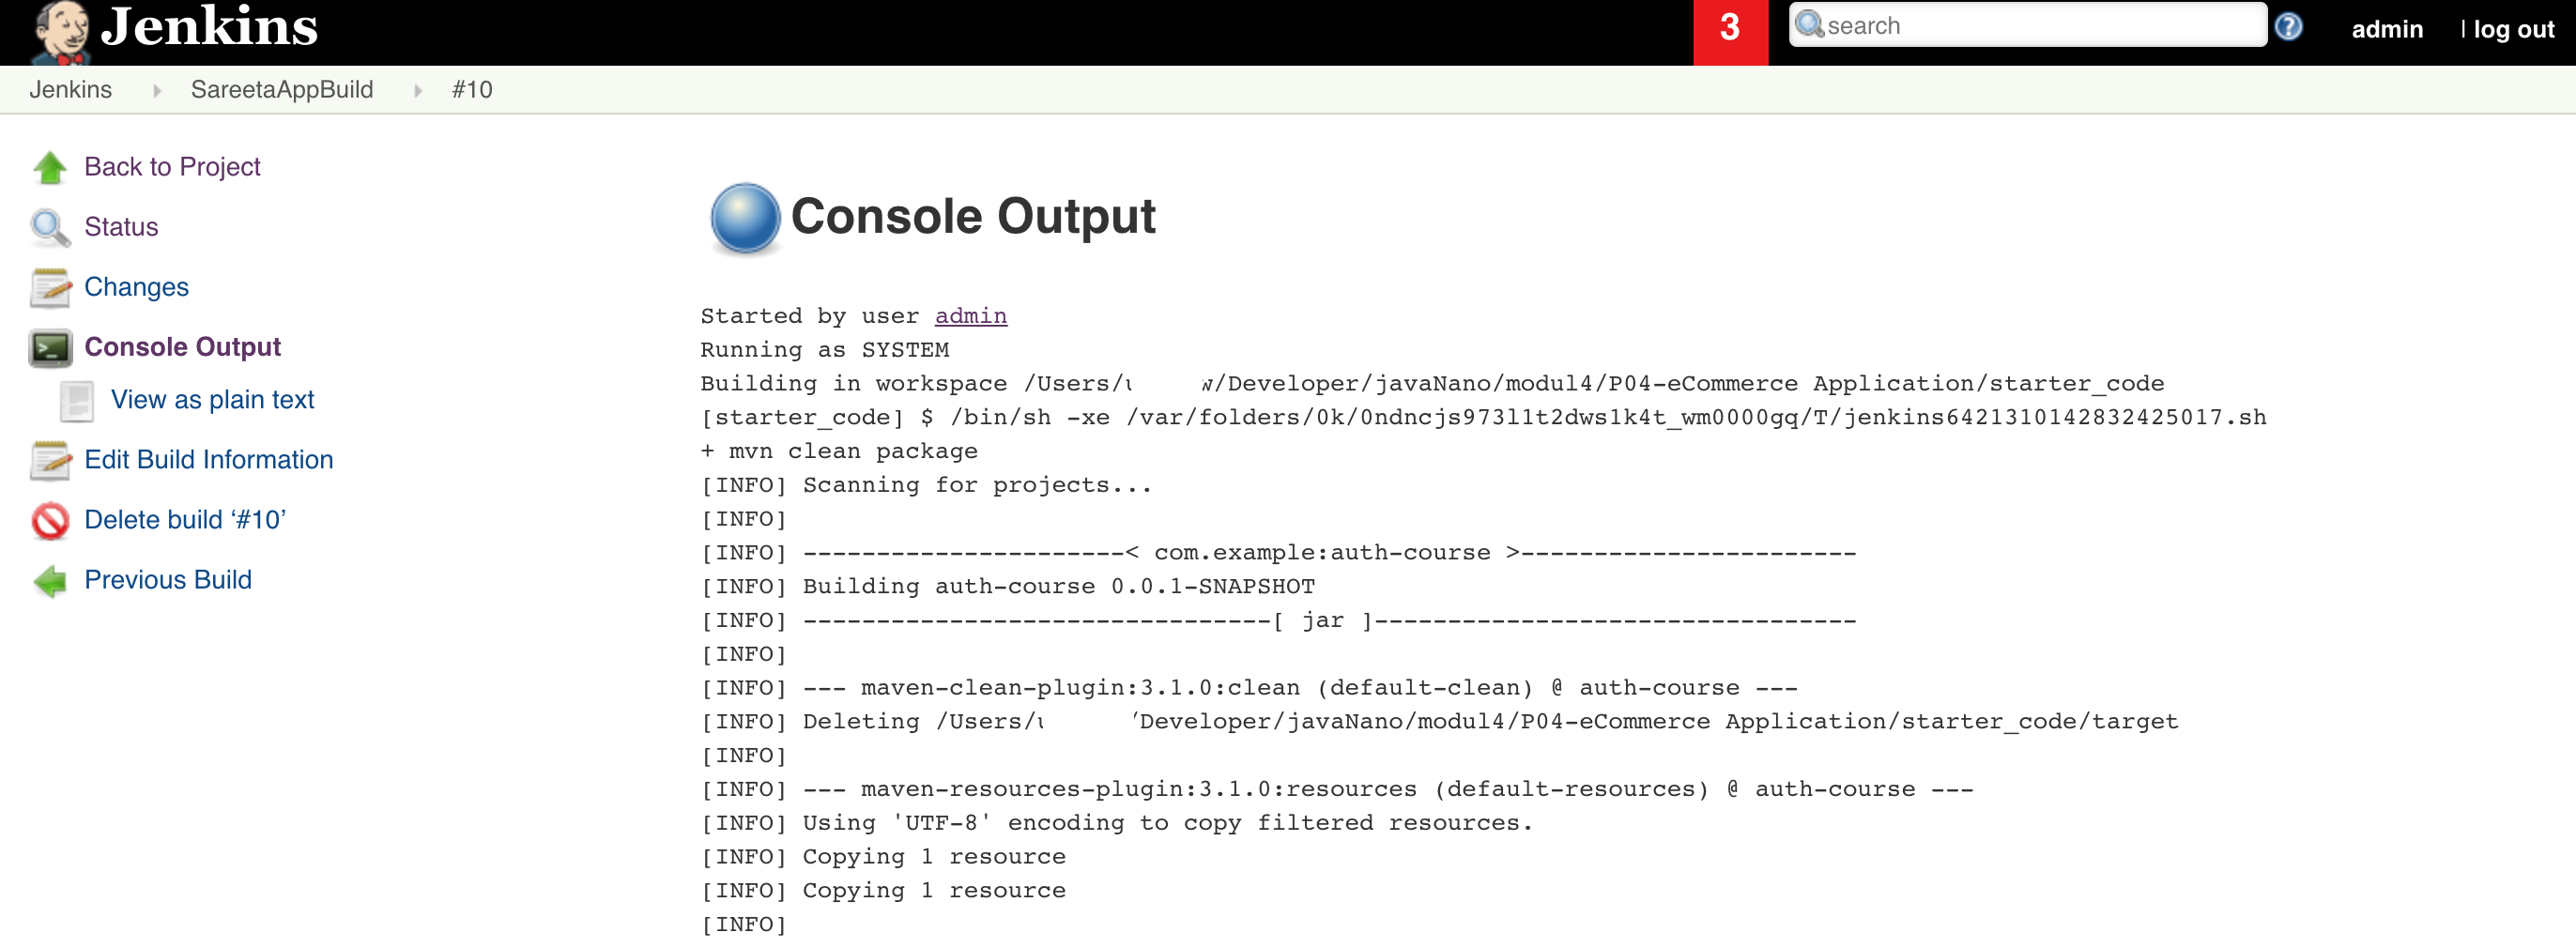 Jenkins
3
search
admin
| log out
Jenkins
SareetaAppBuild
#10
Back to Project
Status
Changes
Console Output
View as plain text
Edit Build Information
Delete build ‘#10’
Previous Build
Console Output
Started by user admin
Running as SYSTEM
Building in workspace /Users/ /Developer/javaNano/modul4/P04-eCommerce Application/starter_code
[starter_code] $ /bin/sh -xe /var/folders/0k/0ndncjs973l1t2dws1k4t_wm0000gq/T/jenkins6421310142832425017.sh
+ mvn clean package
[INFO] Scanning for projects...
[INFO]
[INFO] ----------------------< com.example:auth-course >-----------------------
[INFO] Building auth-course 0.0.1-SNAPSHOT
[INFO] --------------------------------[ jar ]---------------------------------
[INFO]
[INFO] --- maven-clean-plugin:3.1.0:clean (default-clean) @ auth-course ---
[INFO] Deleting /Users/ /Developer/javaNano/modul4/P04-eCommerce Application/starter_code/target
[INFO]
[INFO] --- maven-resources-plugin:3.1.0:resources (default-resources) @ auth-course ---
[INFO] Using 'UTF-8' encoding to copy filtered resources.
[INFO] Copying 1 resource
[INFO] Copying 1 resource
[INFO]